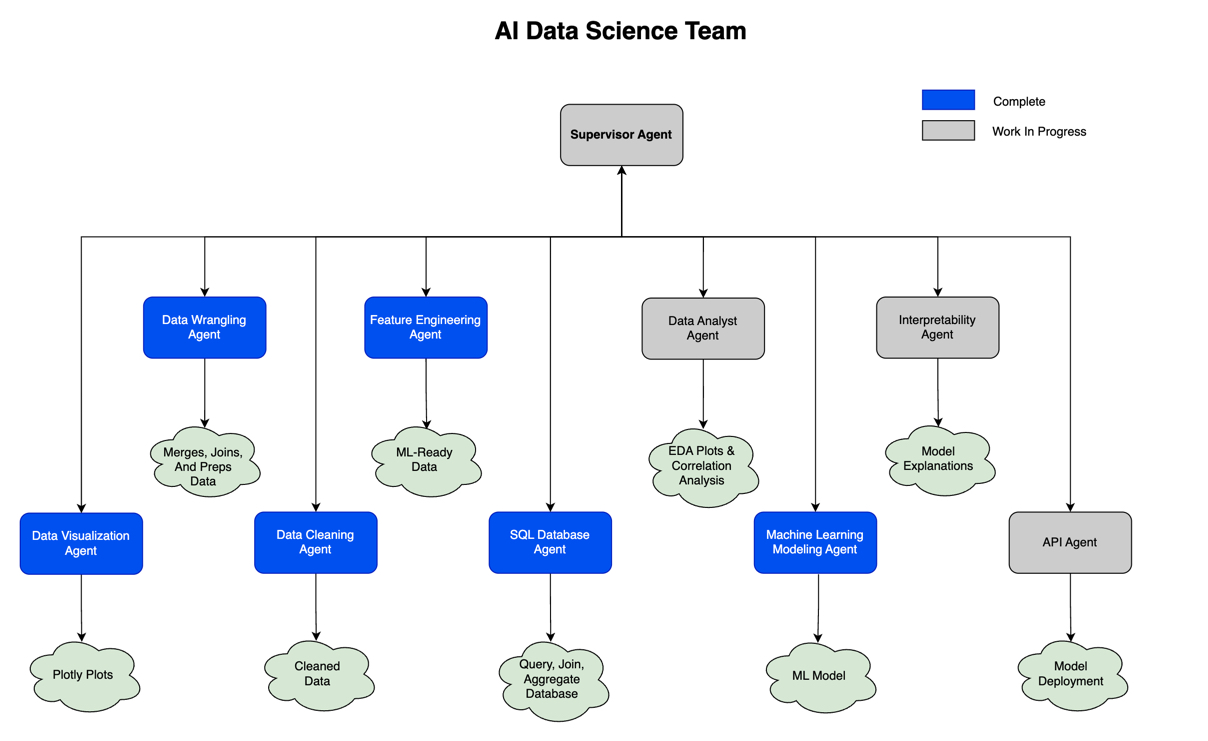 AI Data Science Team
Complete
Work In Progress
Supervisor Agent
Data Wrangling
Agent
Feature Engineering
Agent
Data Analyst
Agent
Interpretability
Agent
Merges, Joins,
And Preps
Data
ML-Ready
Data
EDA Plots &
Correlation
Analysis
Model
Explanations
Data Visualization
Agent
Data Cleaning
Agent
SQL Database
Agent
Machine Learning
Modeling Agent
API Agent
Plotly Plots
Cleaned
Data
Query, Join,
Aggregate
Database
ML Model
Model
Deployment